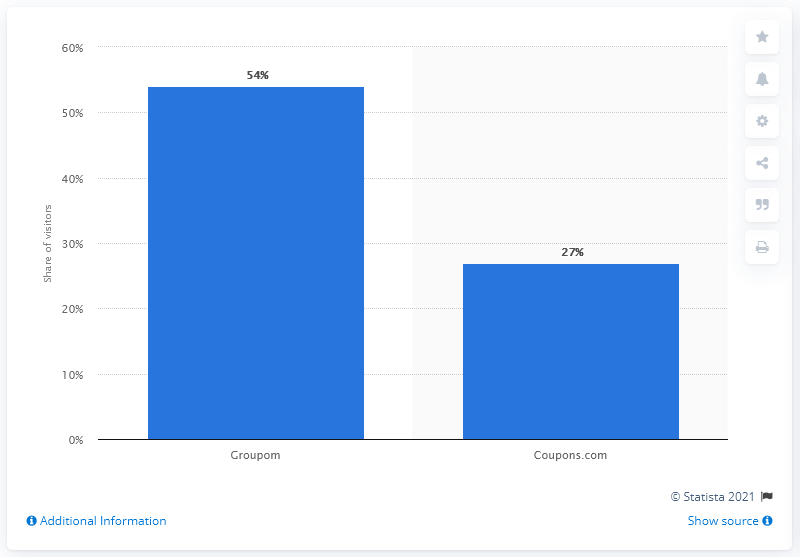 60%
54%
50%
40%
30%
27%
20%
10%
0%
Share of visitors
Groupom
Coupons.com
© Statista 2021
Additional Information
Show source